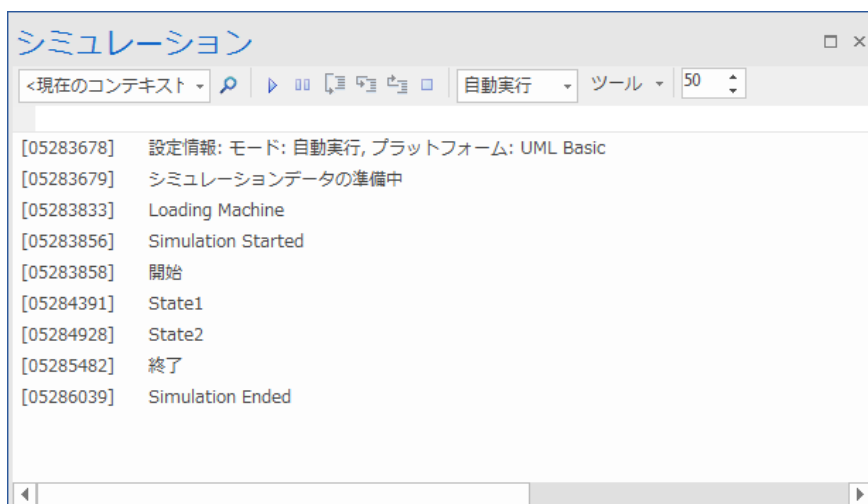 シミュレーション
<現在のコンテキスト 自動実行 ツール 50
[05283678] 設定情報: モード: 自動実行, プラットフォーム: UML Basic
[05283679] シミュレーションデータの準備中
[05283833] Loading Machine
[05283856] Simulation Started
[05283858] 開始
[05284391] State1
[05284928] State2
[05285482] 終了
[05286039] Simulation Ended